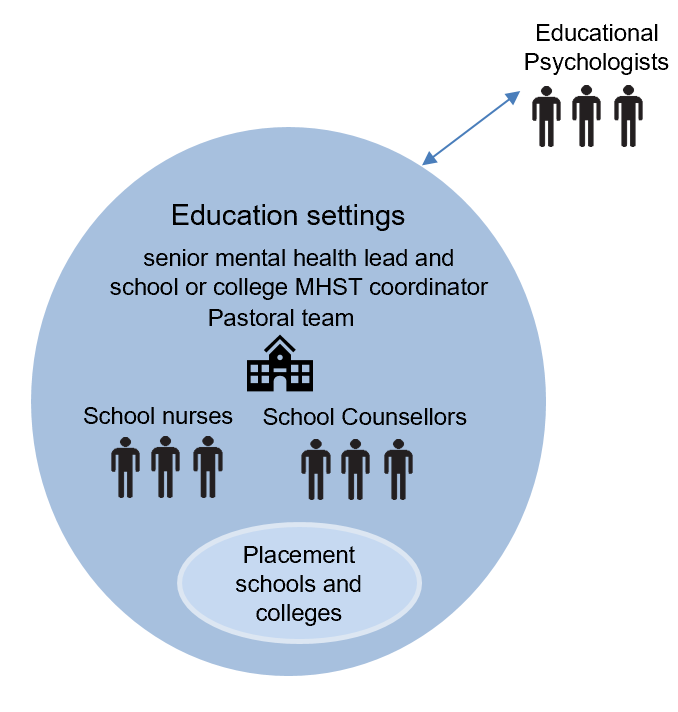 Educational
Psychologists
Education settings
senior mental health lead and
school or college MHST coordinator
Pastoral team
School nurses
School Counsellors
Placement
schools and
colleges